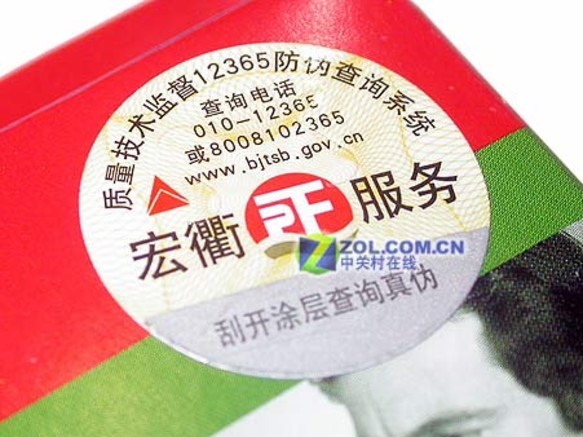 质量技术监督12365防伪查询系统
查询电话
010-12365
或8008102365
www.bjtsb.gov.cn
宏衢 服务
ZOL.COM.CN
中关村在线
刮开涂层查询真伪